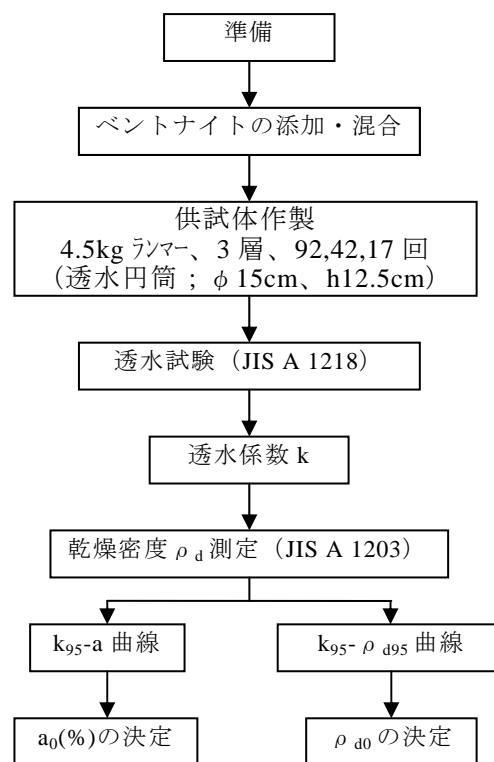 準備
ベントナイトの添加・混合
供試体作製
4.5kg ﾗﾝﾏｰ、3 層、92,42,17 回
（透水円筒；φ15cm、h12.5cm）
透水試験（JIS A 1218）
透水係数 k
乾燥密度 ρd 測定（JIS A 1203）
k95-a 曲線
k95-ρd95 曲線
a0(%)の決定
ρd0 の決定